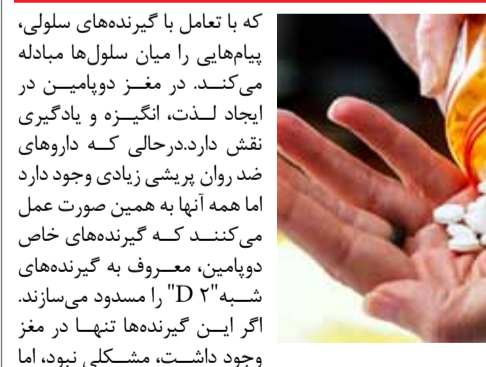 که با تعامل با گیرنده‌های سلولی،
پیام‌هایی را میان سلول‌ها مبادله
می‌کند. در مغز دوپامین در
ایجاد لذت، انگیزه و یادگیری
نقش دارد.درحالی که داروهای
ضد روان پریشی زیادی وجود دارد
اما همه آنها به همین صورت عمل
می‌کنند که گیرنده‌های خاص
دوپامین، معروف به گیرنده‌های
شبه"D ۲" را مسدود می‌سازند.
اگر این گیرنده‌ها تنها در مغز
وجود داشت، مشکلی نبود، اما